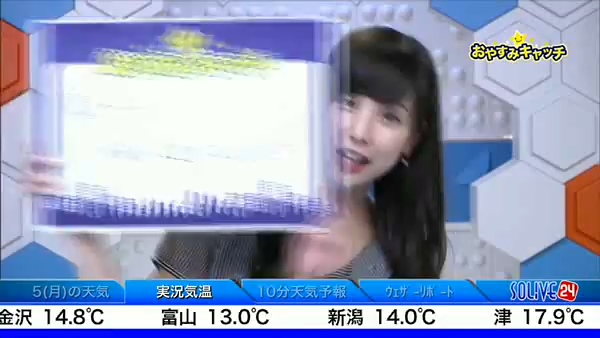 おやすみキャッチ
5(月)の天気 実況気温 10分天気予報 ウェザーリポート SOLiVE24
金沢 14.8℃ 富山 13.0℃ 新潟 14.0℃ 津 17.9℃